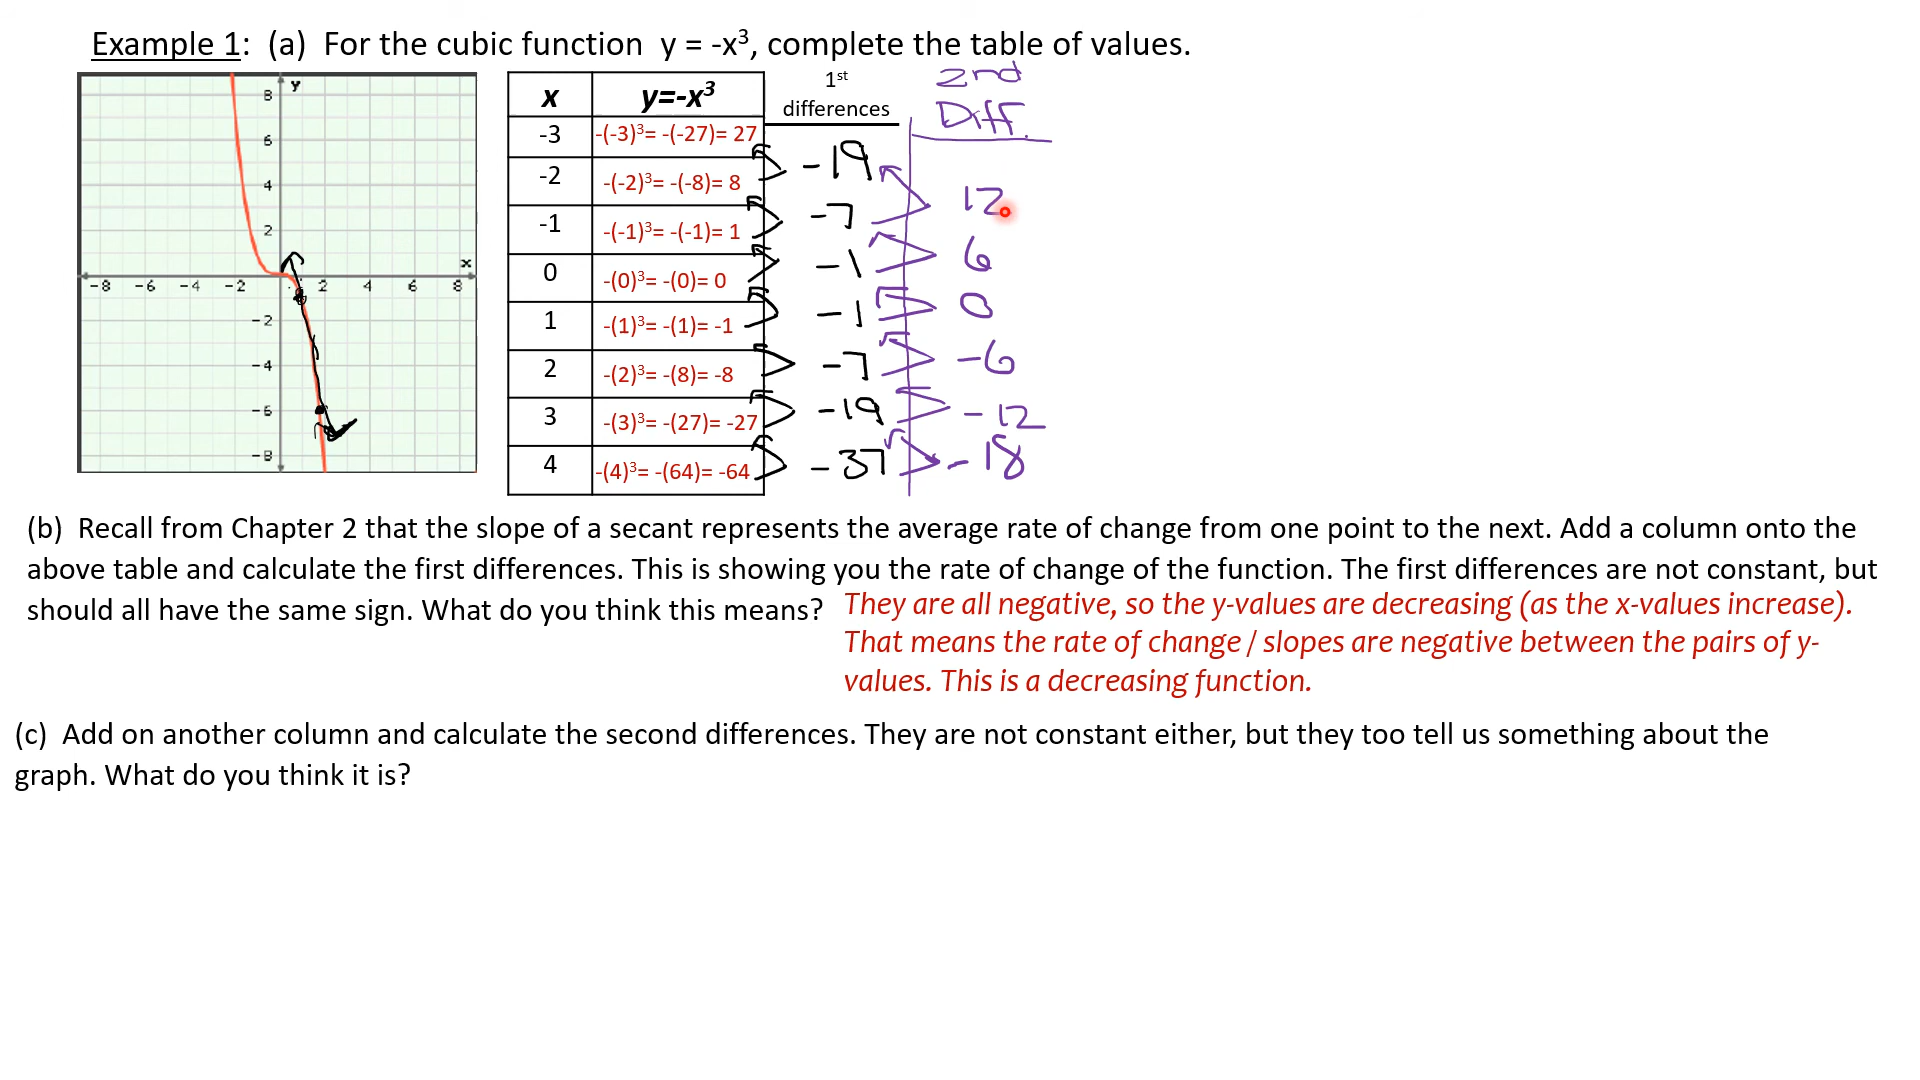 Example 1: (a) For the cubic function y = -x³, complete the table of values.
y
8
6
4
2
x
-8 -6 -4 -2 2 4 6 8
-2
-4
-6
-8
x y=-x³ 1st differences 2nd Diff.
-3 -(-3)³= -(-27)= 27
-19
-2 -(-2)³= -(-8)= 8
12
-7
-1 -(-1)³= -(-1)= 1
6
-1
0 -(0)³= -(0)= 0
0
-1
1 -(1)³= -(1)= -1
-6
-7
2 -(2)³= -(8)= -8
-12
-19
3 -(3)³= -(27)= -27
-18
-37
4 -(4)³= -(64)= -64
(b) Recall from Chapter 2 that the slope of a secant represents the average rate of change from one point to the next. Add a column onto the
above table and calculate the first differences. This is showing you the rate of change of the function. The first differences are not constant, but
should all have the same sign. What do you think this means? They are all negative, so the y-values are decreasing (as the x-values increase).
That means the rate of change / slopes are negative between the pairs of y-
values. This is a decreasing function.
(c) Add on another column and calculate the second differences. They are not constant either, but they too tell us something about the
graph. What do you think it is?